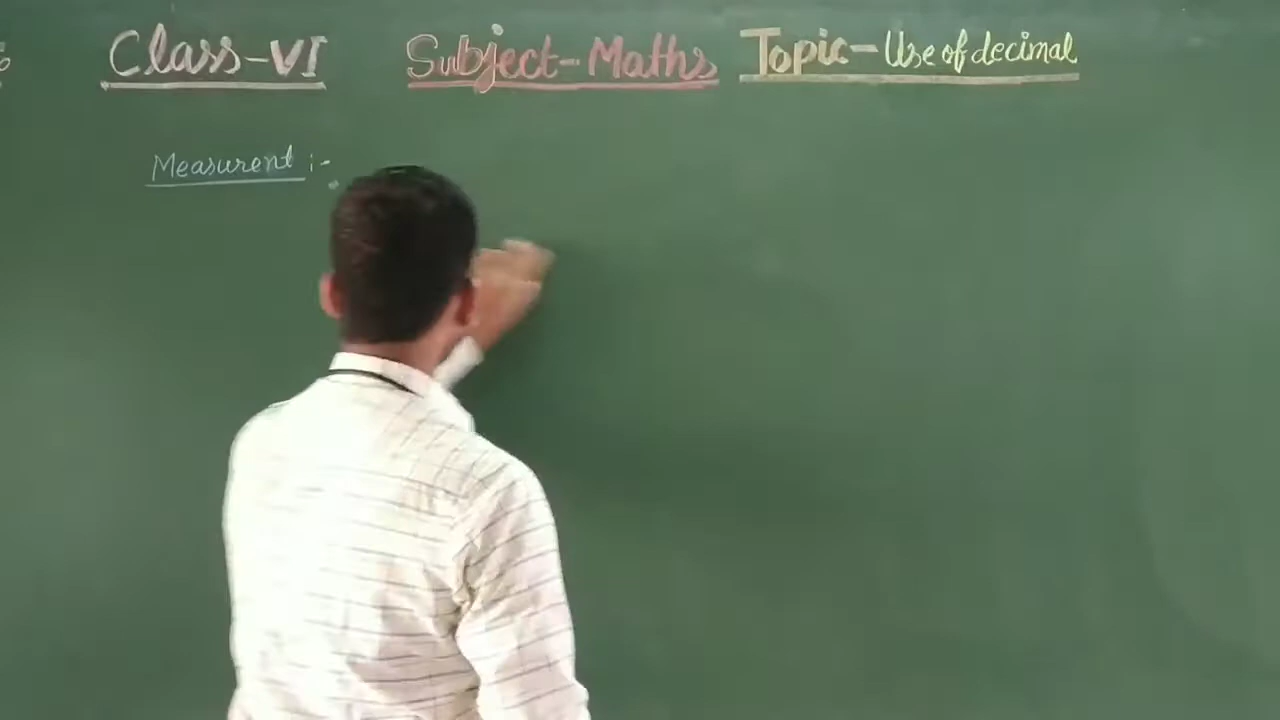 Class-VI Subject-Maths Topic-Use of decimal
Measurent :-